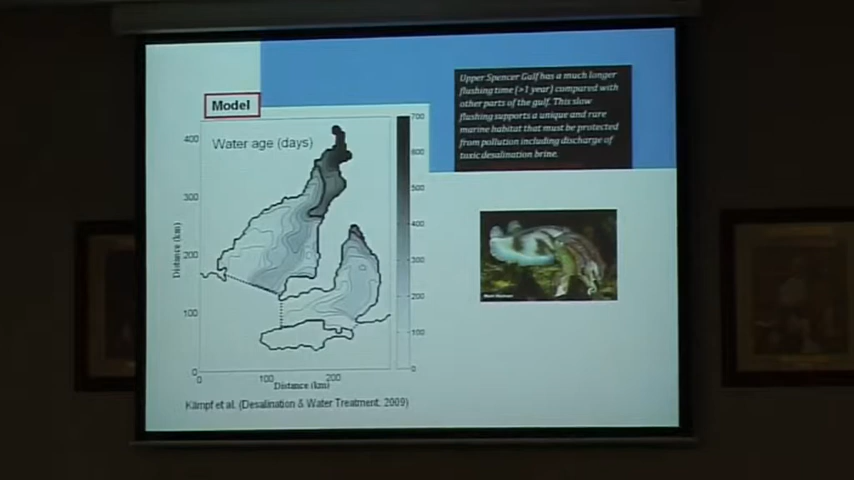 Upper Spencer Gulf has a much longer
flushing time (>1 year) compared with
other parts of the gulf. This slow
flushing supports a unique and rare
marine habitat that must be protected
from pollution including discharge of
toxic desalination brine.
Model
Water age (days)
700
600
500
400
300
200
100
0
400
300
200
100
0
Distance (km)
0
100
200
Distance (km)
Kämpf et al. (Desalination & Water Treatment, 2009)